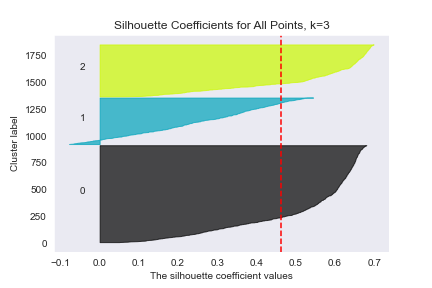 Silhouette Coefficients for All Points, k=3
Cluster label
1750
1500
1250
1000
750
500
250
0
2
1
0
-0.1 0.0 0.1 0.2 0.3 0.4 0.5 0.6 0.7
The silhouette coefficient values